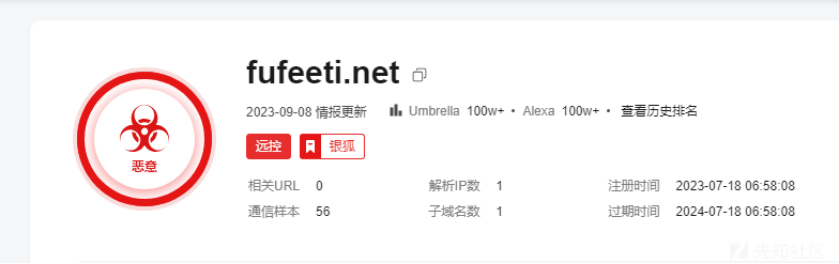 fufeeti.net
2023-09-08 情报更新 Umbrella 100w+ • Alexa 100w+ • 查看历史排名
恶意
远控 银狐
相关URL 0 解析IP数 1 注册时间 2023-07-18 06:58:08
通信样本 56 子域名数 1 过期时间 2024-07-18 06:58:08
先知社区